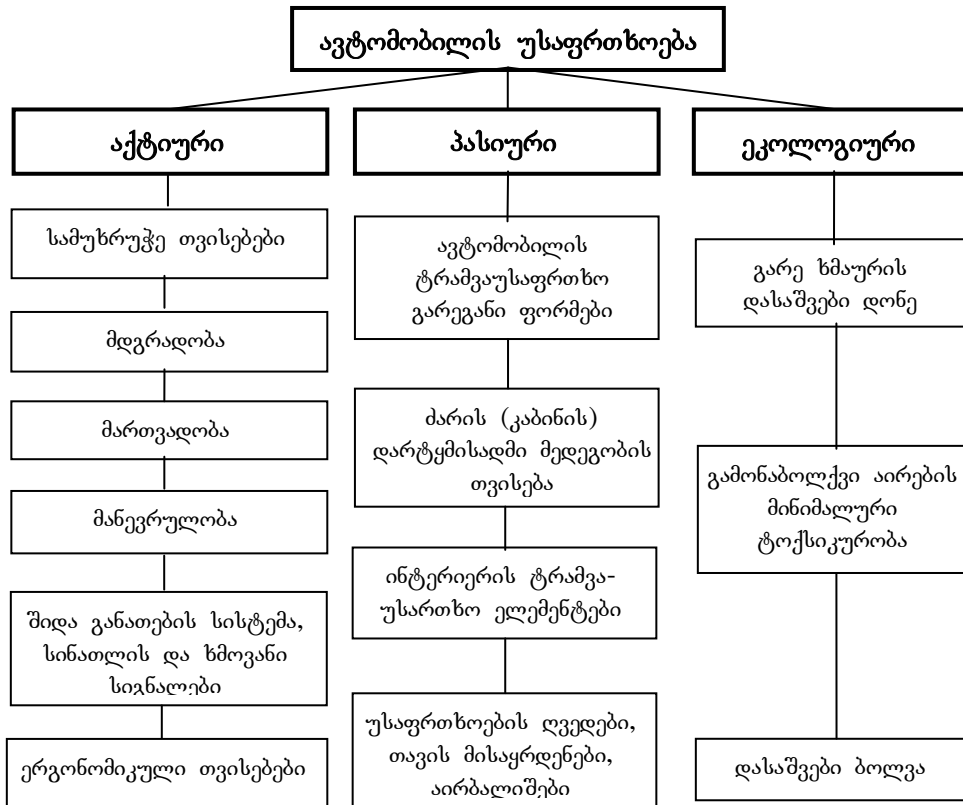 ავტომობილის უსაფრთხოება
აქტიური
სამუხრუჭე თვისებები
მდგრადობა
მართვადობა
მანევრულობა
შიდა განათების სისტემა,
სინათლის და ხმოვანი
სიგნალები
ერგონომიკული თვისებები
პასიური
ავტომობილის
ტრამვაუსაფრთხო
გარეგანი ფორმები
ძარის (კაბინის)
დარტყმისადმი მედეგობის
თვისება
ინტერიერის ტრამვა-
უსართხო ელემენტები
უსაფრთხოების ღვედები,
თავის მისაყრდენები,
აირბალიშები
ეკოლოგიური
გარე ხმაურის
დასაშვები დონე
გამონაბოლქვი აირების
მინიმალური
ტოქსიკურობა
დასაშვები ბოლვა